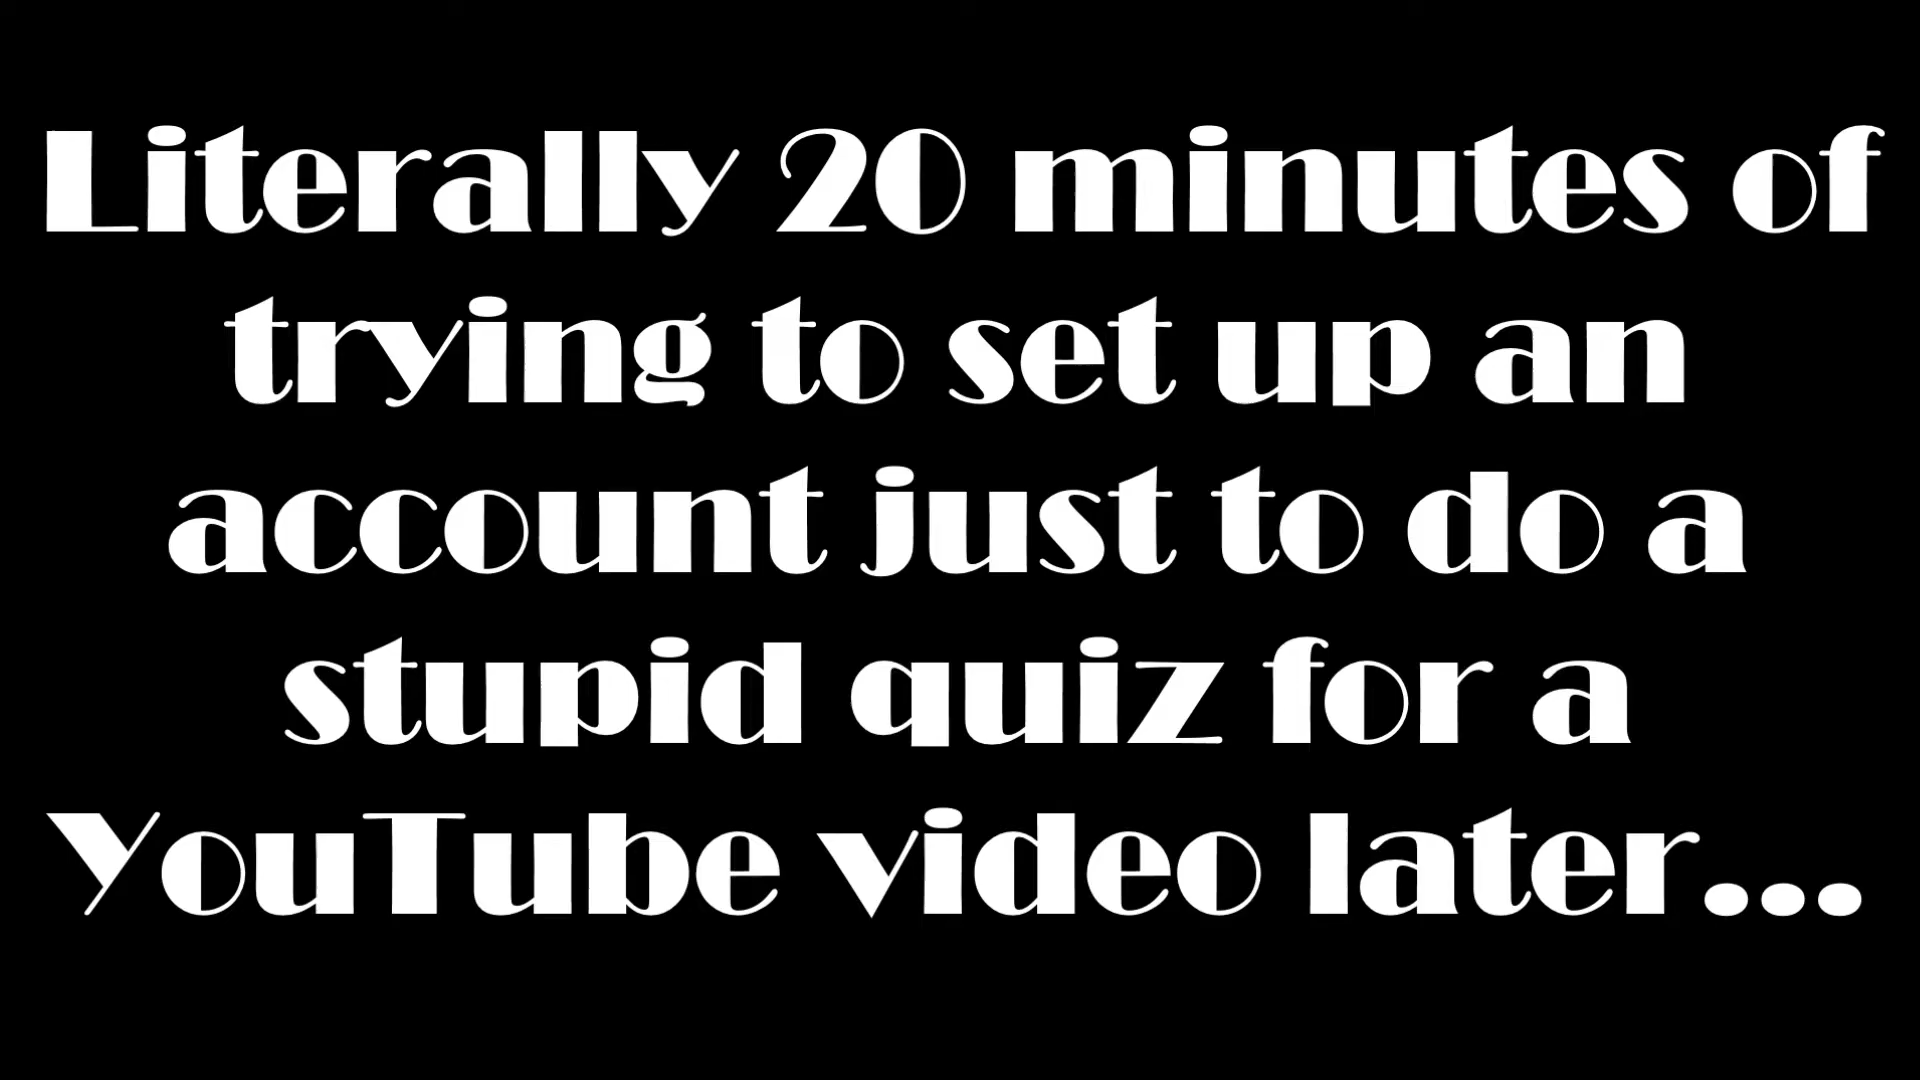 Literally 20 minutes of
trying to set up an
account just to do a
stupid quiz for a
YouTube video later...